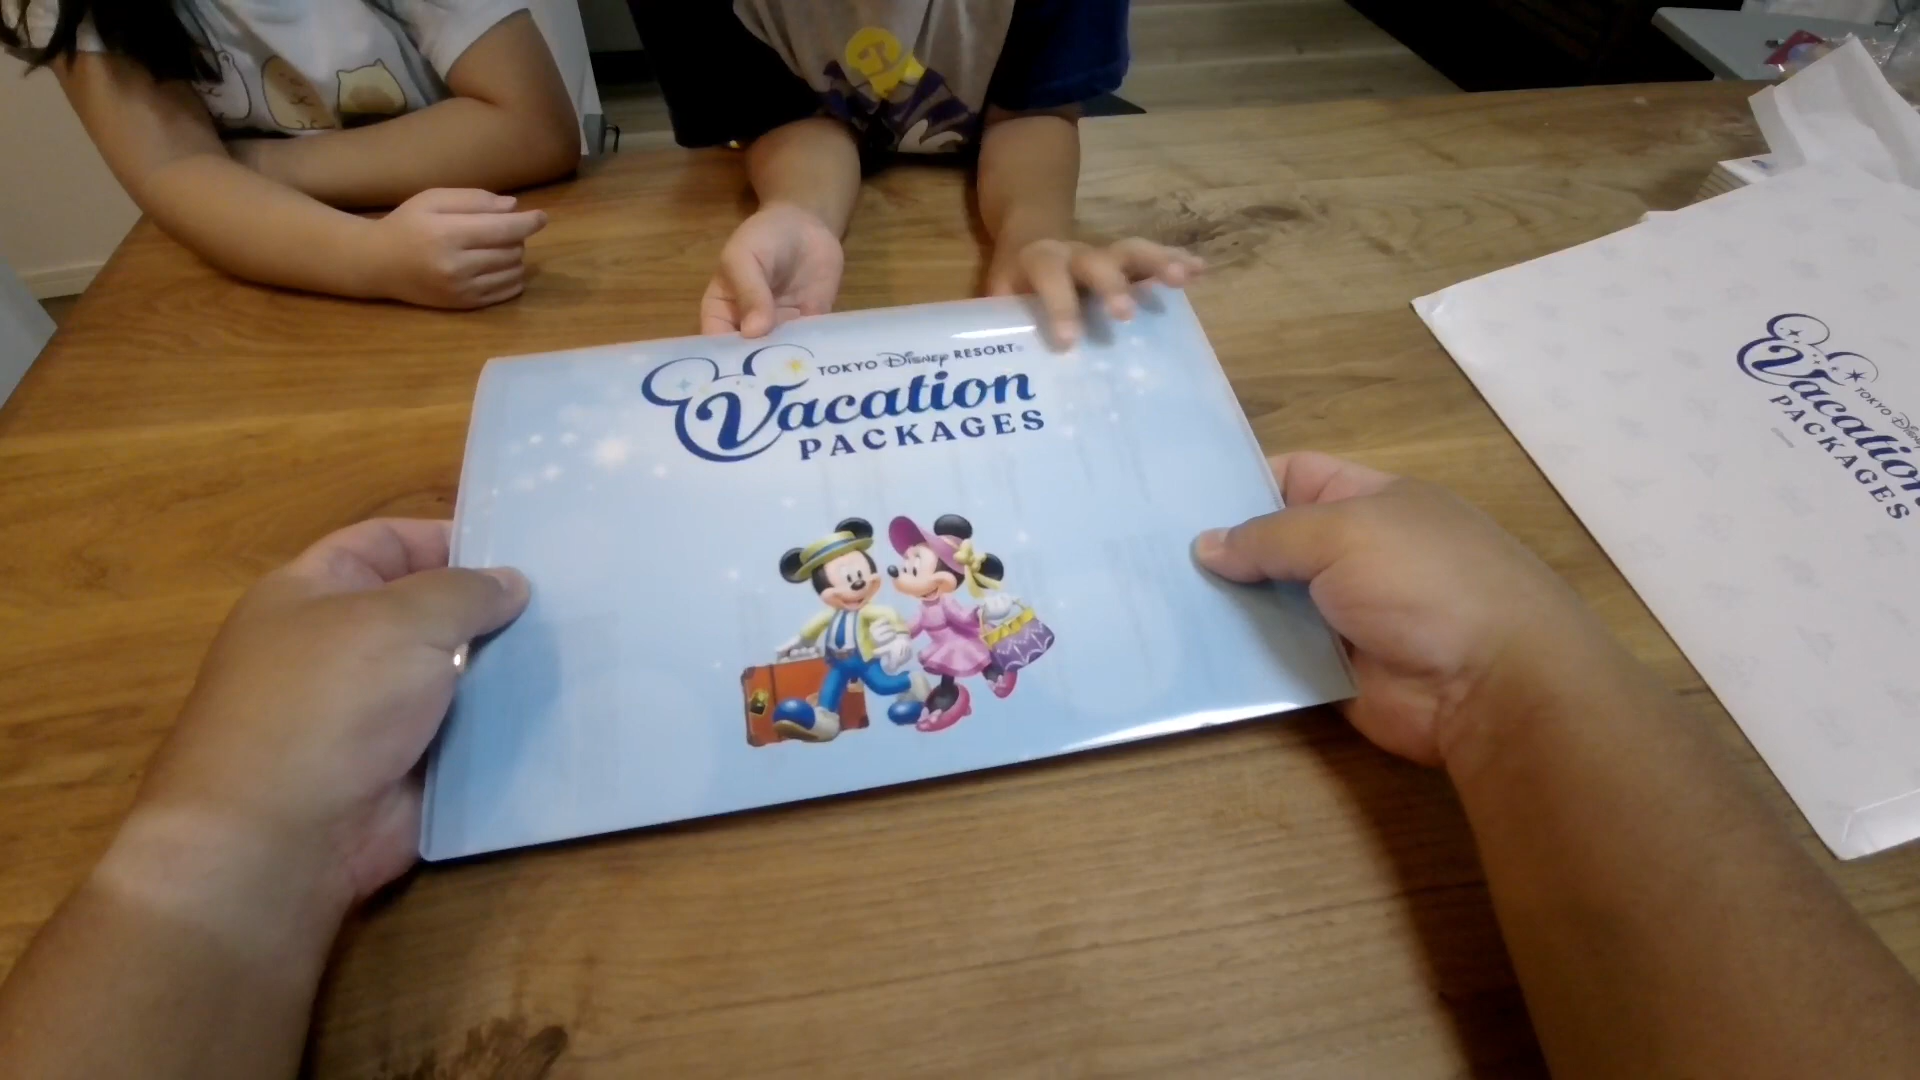 TOKYO Disney RESORT®
Vacation
PACKAGES
TOKYO Disney
Vacation
PACKAGES